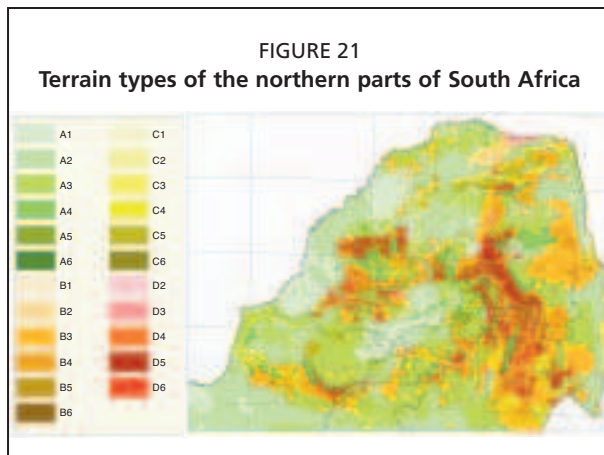 FIGURE 21
Terrain types of the northern parts of South Africa
A1
A2
A3
A4
A5
A6
B1
B2
B3
B4
B5
B6
C1
C2
C3
C4
C5
C6
D2
D3
D4
D5
D6